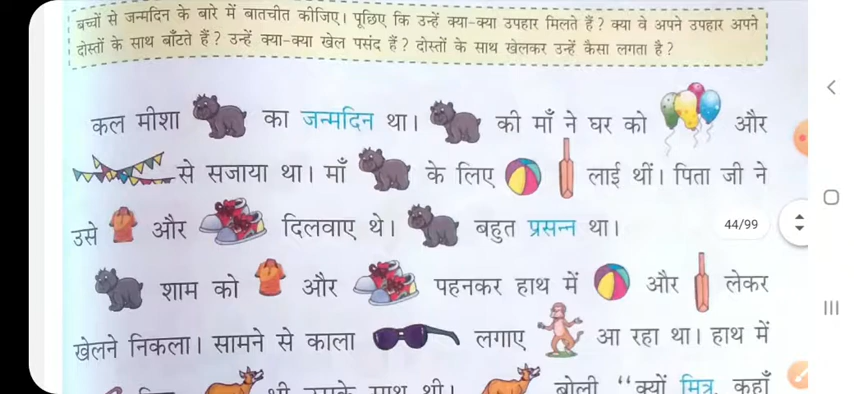 बच्चों से जन्मदिन के बारे में बातचीत कीजिए। पूछिए कि उन्हें क्या-क्या उपहार मिलते हैं? क्या वे अपने उपहार अपने
दोस्तों के साथ बाँटते हैं? उन्हें क्या-क्या खेल पसंद हैं? दोस्तों के साथ खेलकर उन्हें कैसा लगता है?
कल मीशा का जन्मदिन था। की माँ ने घर को और
से सजाया था। माँ के लिए लाई थीं। पिता जी ने
उसे और दिलवाए थे। बहुत प्रसन्न था।
44/99
शाम को और पहनकर हाथ में और लेकर
खेलने निकला। सामने से काला लगाए आ रहा था। हाथ में
भी उसके साथ थी। बोली “क्यों मित्र, कहाँ